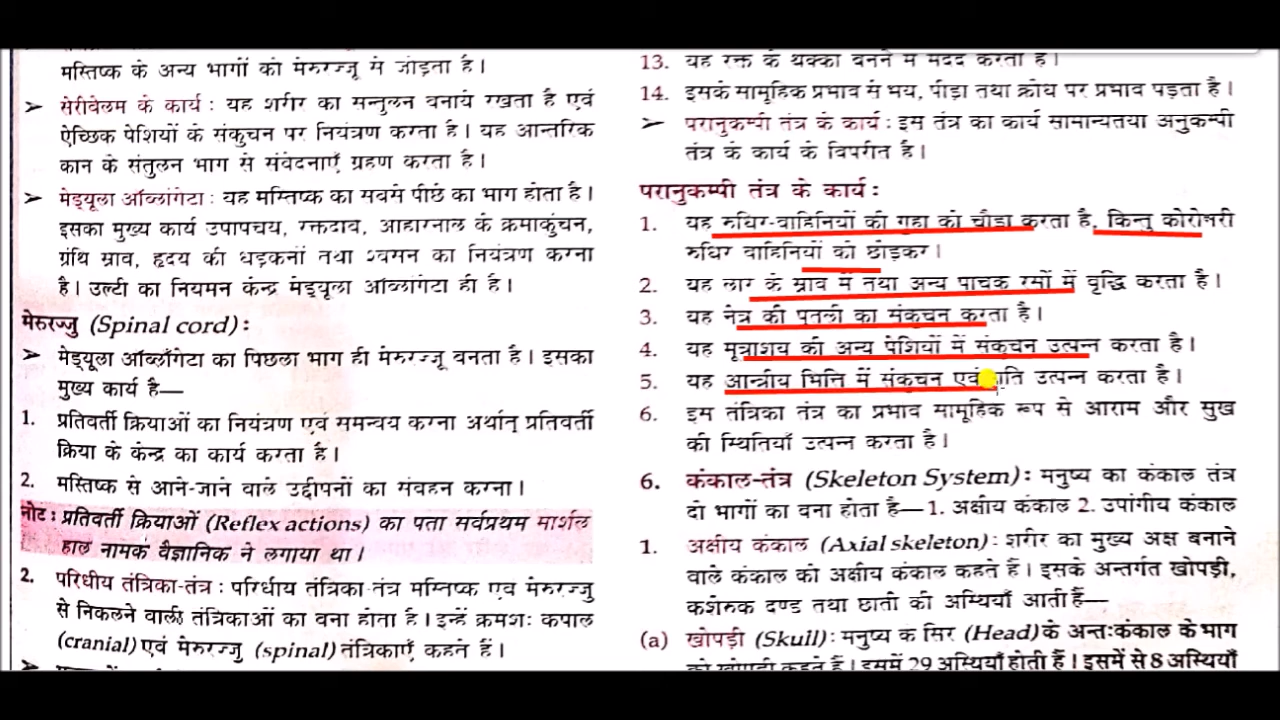 मस्तिष्क के अन्य भागों को मेरुरज्जू से जोड़ता है।
➢ सेरीबेलम के कार्य : यह शरीर का सन्तुलन बनाये रखता है एवं
ऐच्छिक पेशियों के संकुचन पर नियंत्रण करता है। यह आन्तरिक
कान के संतुलन भाग से संवेदनाएँ ग्रहण करता है।
➢ मेड्यूला ऑब्लांगेटा : यह मस्तिष्क का सबसे पीछे का भाग होता है।
इसका मुख्य कार्य उपापचय, रक्तदाब, आहारनाल के क्रमाकुंचन,
ग्रंथि स्राव, हृदय की धड़कनों तथा श्वसन का नियंत्रण करना
है। उल्टी का नियमन केन्द्र मेड्यूला ऑब्लांगेटा ही है।
मेरुरज्जु (Spinal cord) :
➢ मेड्यूला ऑब्लाँगेटा का पिछला भाग ही मेरुरज्जू बनता है। इसका
मुख्य कार्य है—
1. प्रतिवर्ती क्रियाओं का नियंत्रण एवं समन्वय करना अर्थात् प्रतिवर्ती
क्रिया के केन्द्र का कार्य करता है।
2. मस्तिष्क से आने-जाने वाले उद्दीपनों का संवहन करना।
नोट : प्रतिवर्ती क्रियाओं (Reflex actions) का पता सर्वप्रथम मार्शल
हाल नामक वैज्ञानिक ने लगाया था।
2. परिधीय तंत्रिका-तंत्र : परिधीय तंत्रिका-तंत्र मस्तिष्क एवं मेरुरज्जु
से निकलने वाली तंत्रिकाओं का बना होता है। इन्हें क्रमशः कपाल
(cranial) एवं मेरुरज्जु (spinal) तंत्रिकाएँ कहते हैं।
13. यह रक्त के थक्का बनने में मदद करता है।
14. इसके सामूहिक प्रभाव से भय, पीड़ा तथा क्रोध पर प्रभाव पड़ता है।
➢ परानुकम्पी तंत्र के कार्य : इस तंत्र का कार्य सामान्यतया अनुकम्पी
तंत्र के कार्य के विपरीत है।
परानुकम्पी तंत्र के कार्य :
1. यह रुधिर-वाहिनियों की गुहा को चौड़ा करता है, किन्तु कोरोनरी
रुधिर वाहिनियों को छोड़कर।
2. यह लार के स्राव में तथा अन्य पाचक रसों में वृद्धि करता है।
3. यह नेत्र की पुतली का संकुचन करता है।
4. यह मूत्राशय की अन्य पेशियों में संकुचन उत्पन्न करता है।
5. यह आन्त्रीय भित्ति में संकुचन एवं गति उत्पन्न करता है।
6. इस तंत्रिका तंत्र का प्रभाव सामूहिक रूप से आराम और सुख
की स्थितियाँ उत्पन्न करता है।
6. कंकाल-तंत्र (Skeleton System) : मनुष्य का कंकाल तंत्र
दो भागों का बना होता है—1. अक्षीय कंकाल 2. उपांगीय कंकाल
1. अक्षीय कंकाल (Axial skeleton) : शरीर का मुख्य अक्ष बनाने
वाले कंकाल को अक्षीय कंकाल कहते हैं। इसके अन्तर्गत खोपड़ी,
कशेरुक दण्ड तथा छाती की अस्थियाँ आती हैं—
(a) खोपड़ी (Skull) : मनुष्य के सिर (Head) के अन्तःकंकाल के भाग
को खोपड़ी कहते हैं। इसमें 29 अस्थियाँ होती हैं। इसमें से 8 अस्थियाँ